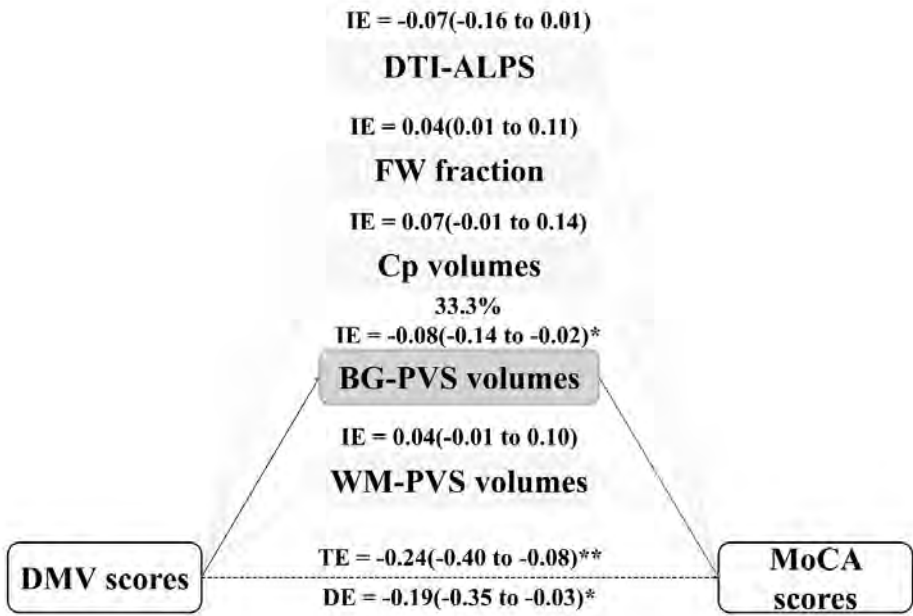 IE = -0.07(-0.16 to 0.01)
DTI-ALPS
IE = 0.04(0.01 to 0.11)
FW fraction
IE = 0.07(-0.01 to 0.14)
Cp volumes
33.3%
IE = -0.08(-0.14 to -0.02)*
BG-PVS volumes
IE = 0.04(-0.01 to 0.10)
WM-PVS volumes
DMV scores
TE = -0.24(-0.40 to -0.08)**
DE = -0.19(-0.35 to -0.03)*
MoCA
scores